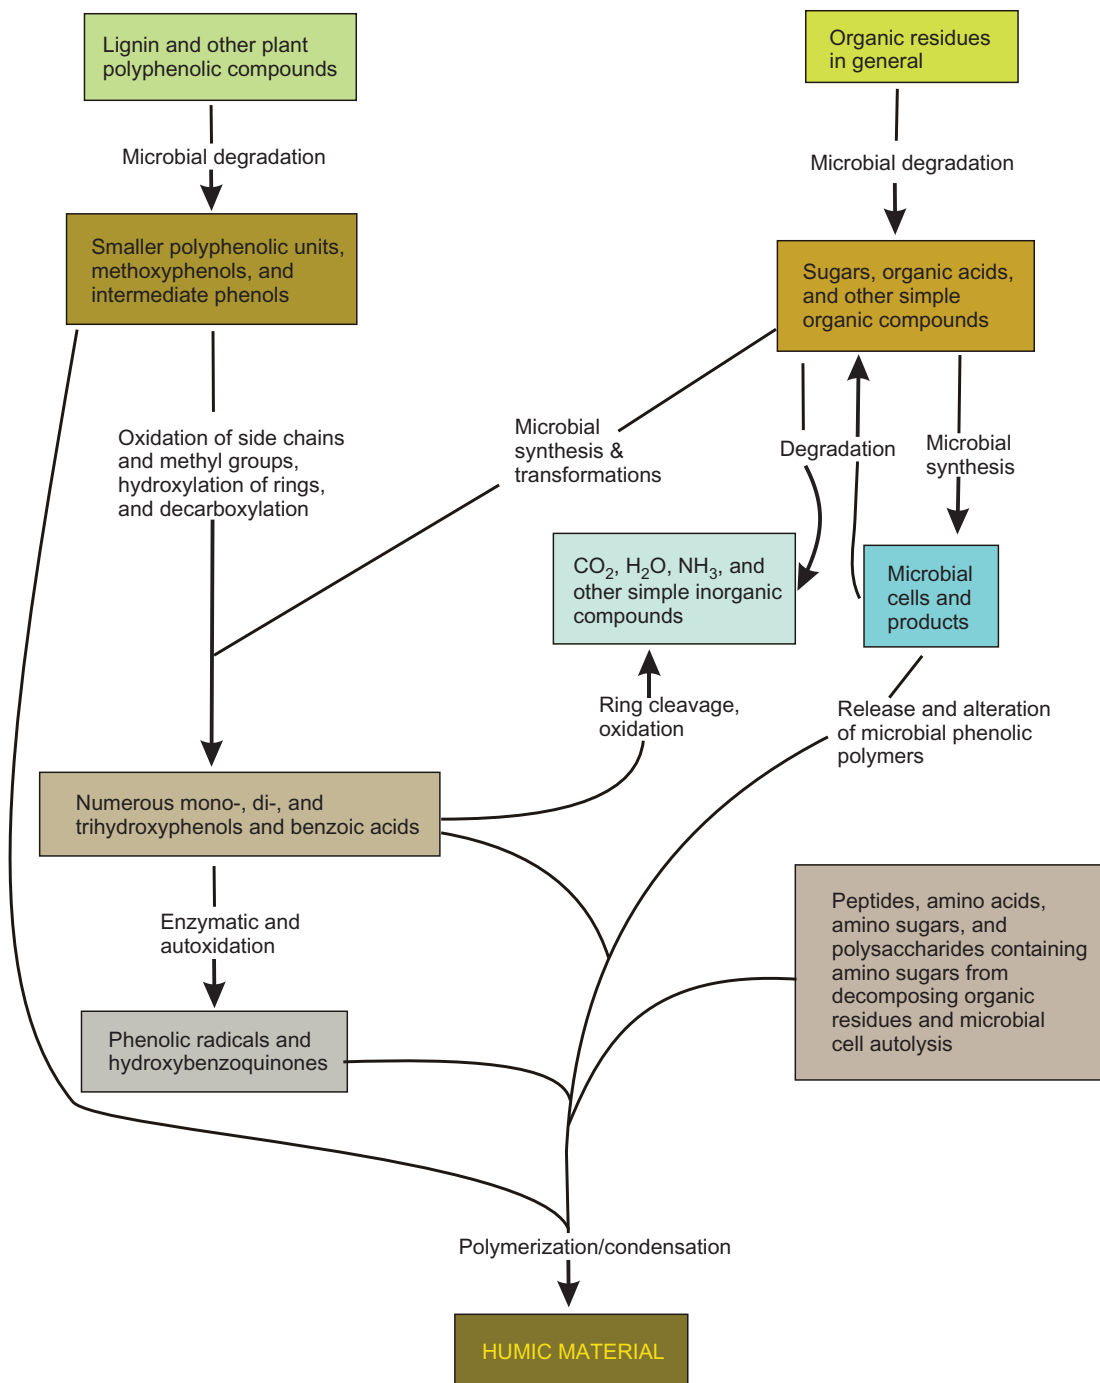 Lignin and other plant
polyphenolic compounds
Organic residues
in general
Microbial degradation
Microbial degradation
Smaller polyphenolic units,
methoxyphenols, and
intermediate phenols
Sugars, organic acids,
and other simple
organic compounds
Oxidation of side chains
and methyl groups,
hydroxylation of rings,
and decarboxylation
Microbial
synthesis &
transformations
Degradation
Microbial
synthesis
CO₂, H₂O, NH₃, and
other simple inorganic
compounds
Microbial
cells and
products
Ring cleavage,
oxidation
Release and alteration
of microbial phenolic
polymers
Numerous mono-, di-, and
trihydroxyphenols and benzoic acids
Enzymatic and
autoxidation
Peptides, amino acids,
amino sugars, and
polysaccharides containing
amino sugars from
decomposing organic
residues and microbial
cell autolysis
Phenolic radicals and
hydroxybenzoquinones
Polymerization/condensation
HUMIC MATERIAL